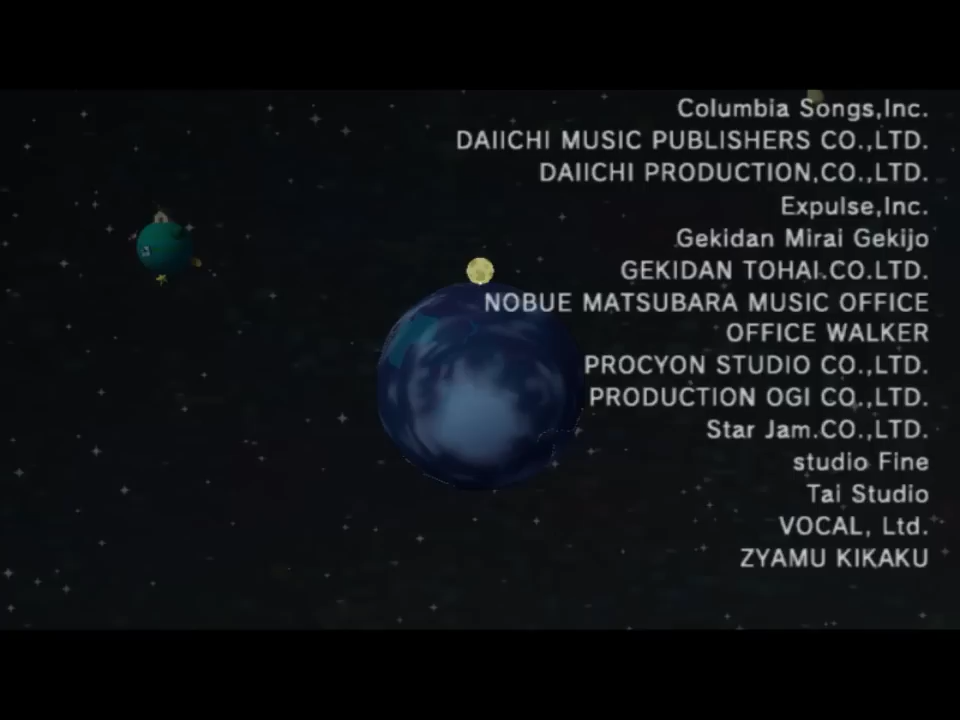 Columbia Songs,Inc.
DAIICHI MUSIC PUBLISHERS CO.,LTD.
DAIICHI PRODUCTION,CO.,LTD.
Expulse,Inc.
Gekidan Mirai Gekijo
GEKIDAN TOHAI.CO.LTD.
NOBUE MATSUBARA MUSIC OFFICE
OFFICE WALKER
PROCYON STUDIO CO.,LTD.
PRODUCTION OGI CO.,LTD.
Star Jam.CO.,LTD.
studio Fine
Tai Studio
VOCAL, Ltd.
ZYAMU KIKAKU